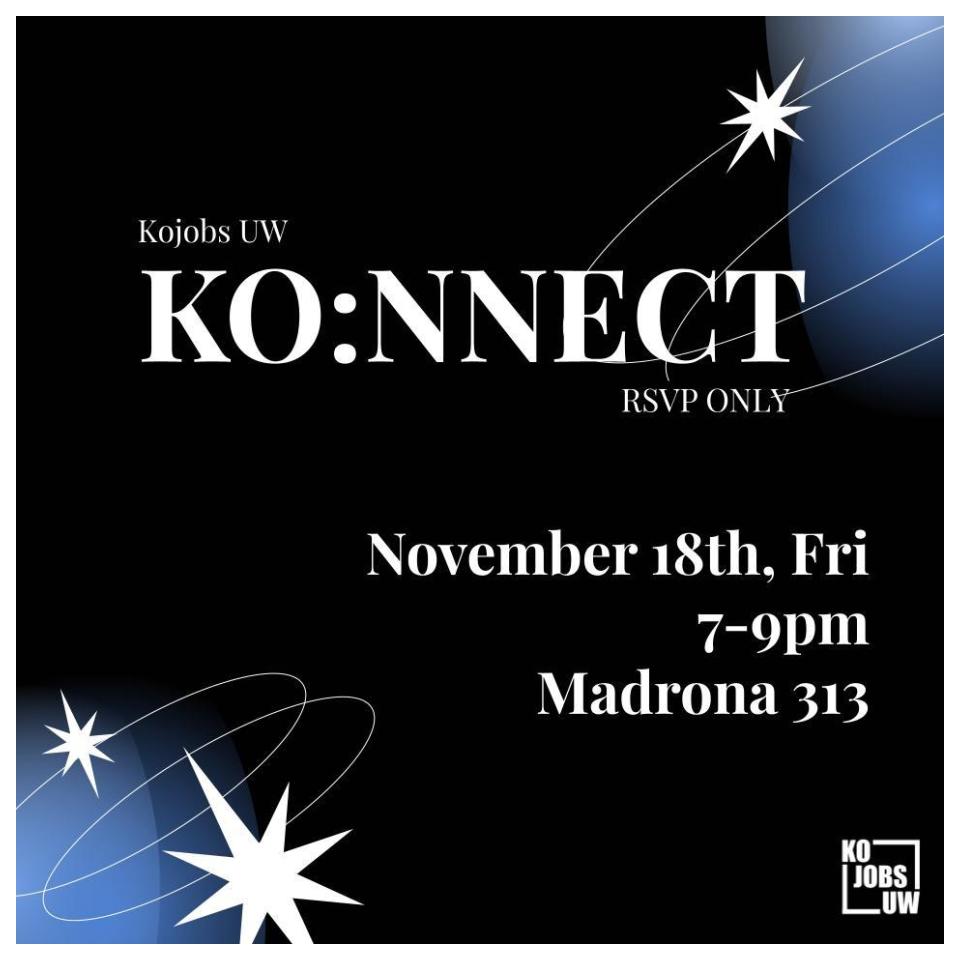 Kojobs UW
KO:NNECT
RSVP ONLY
November 18th, Fri
7-9pm
Madrona 313
KO
JOBS
UW